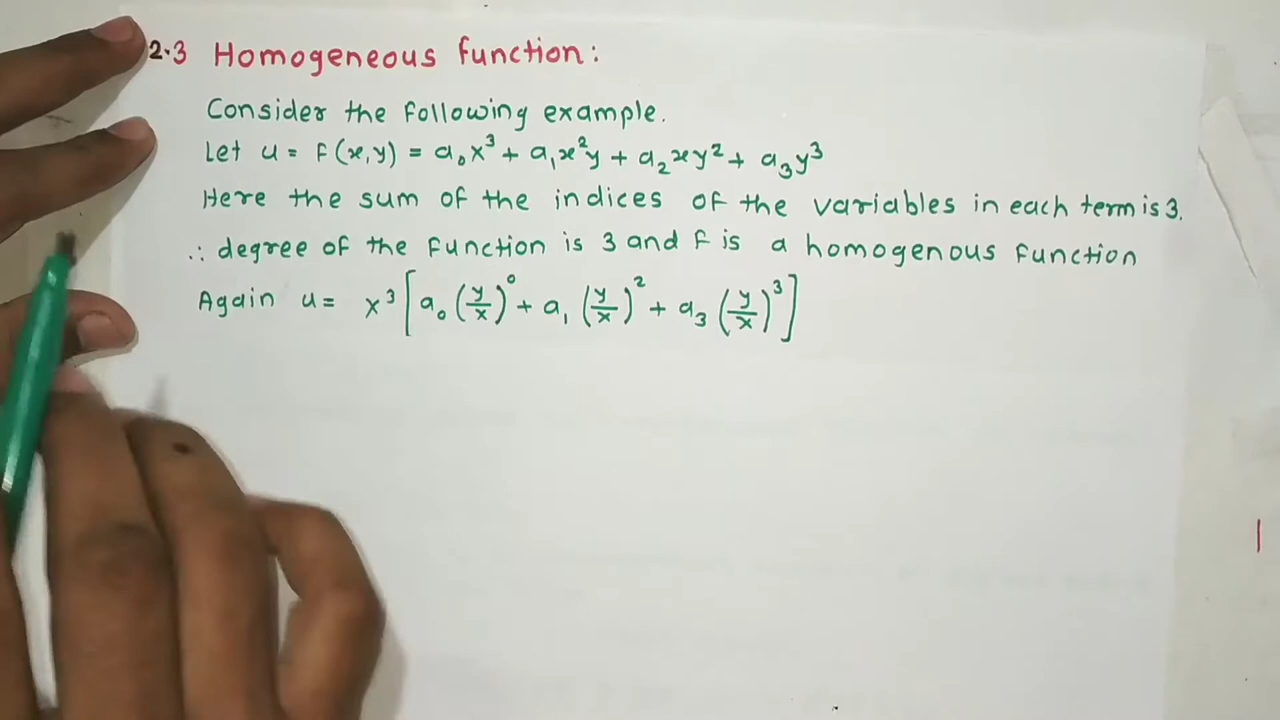 2.3 Homogeneous function:
Consider the following example.
Let u = f(x,y) = a₀x³ + a₁x²y + a₂xy² + a₃y³
Here the sum of the indices of the variables in each term is 3.
∴ degree of the function is 3 and f is a homogenous function
Again u = x³ [a₀(y/x)⁰ + a₁(y/x)² + a₃(y/x)³]